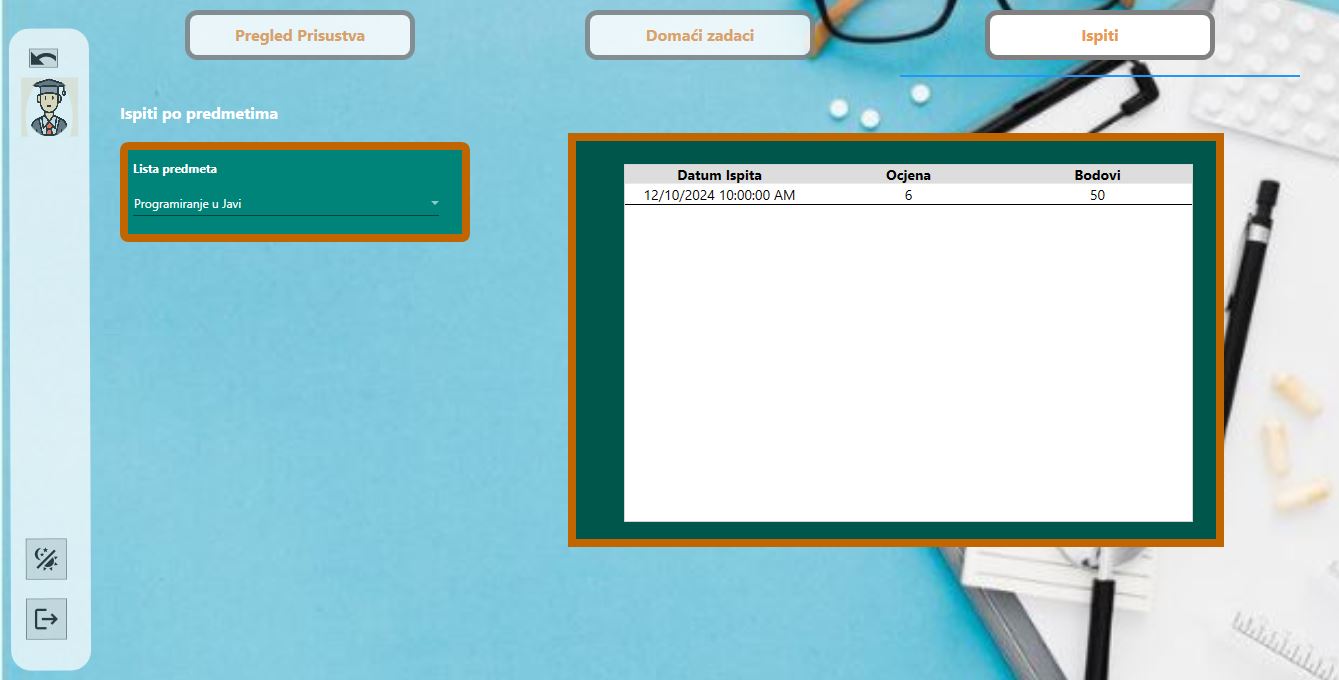 Pregled Prisustva
Domaći zadaci
Ispiti
Ispiti po predmetima
Lista predmeta
Programiranje u Javi
Datum Ispita Ocjena Bodovi
12/10/2024 10:00:00 AM 6 50